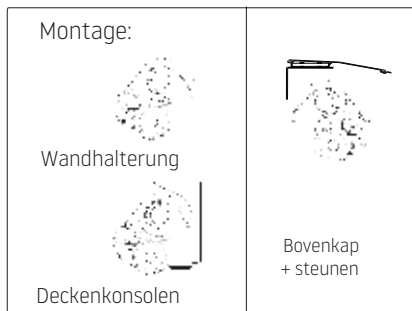 Montage:
Wandhalterung
Deckenkonsolen
Bovenkap
+ steunen